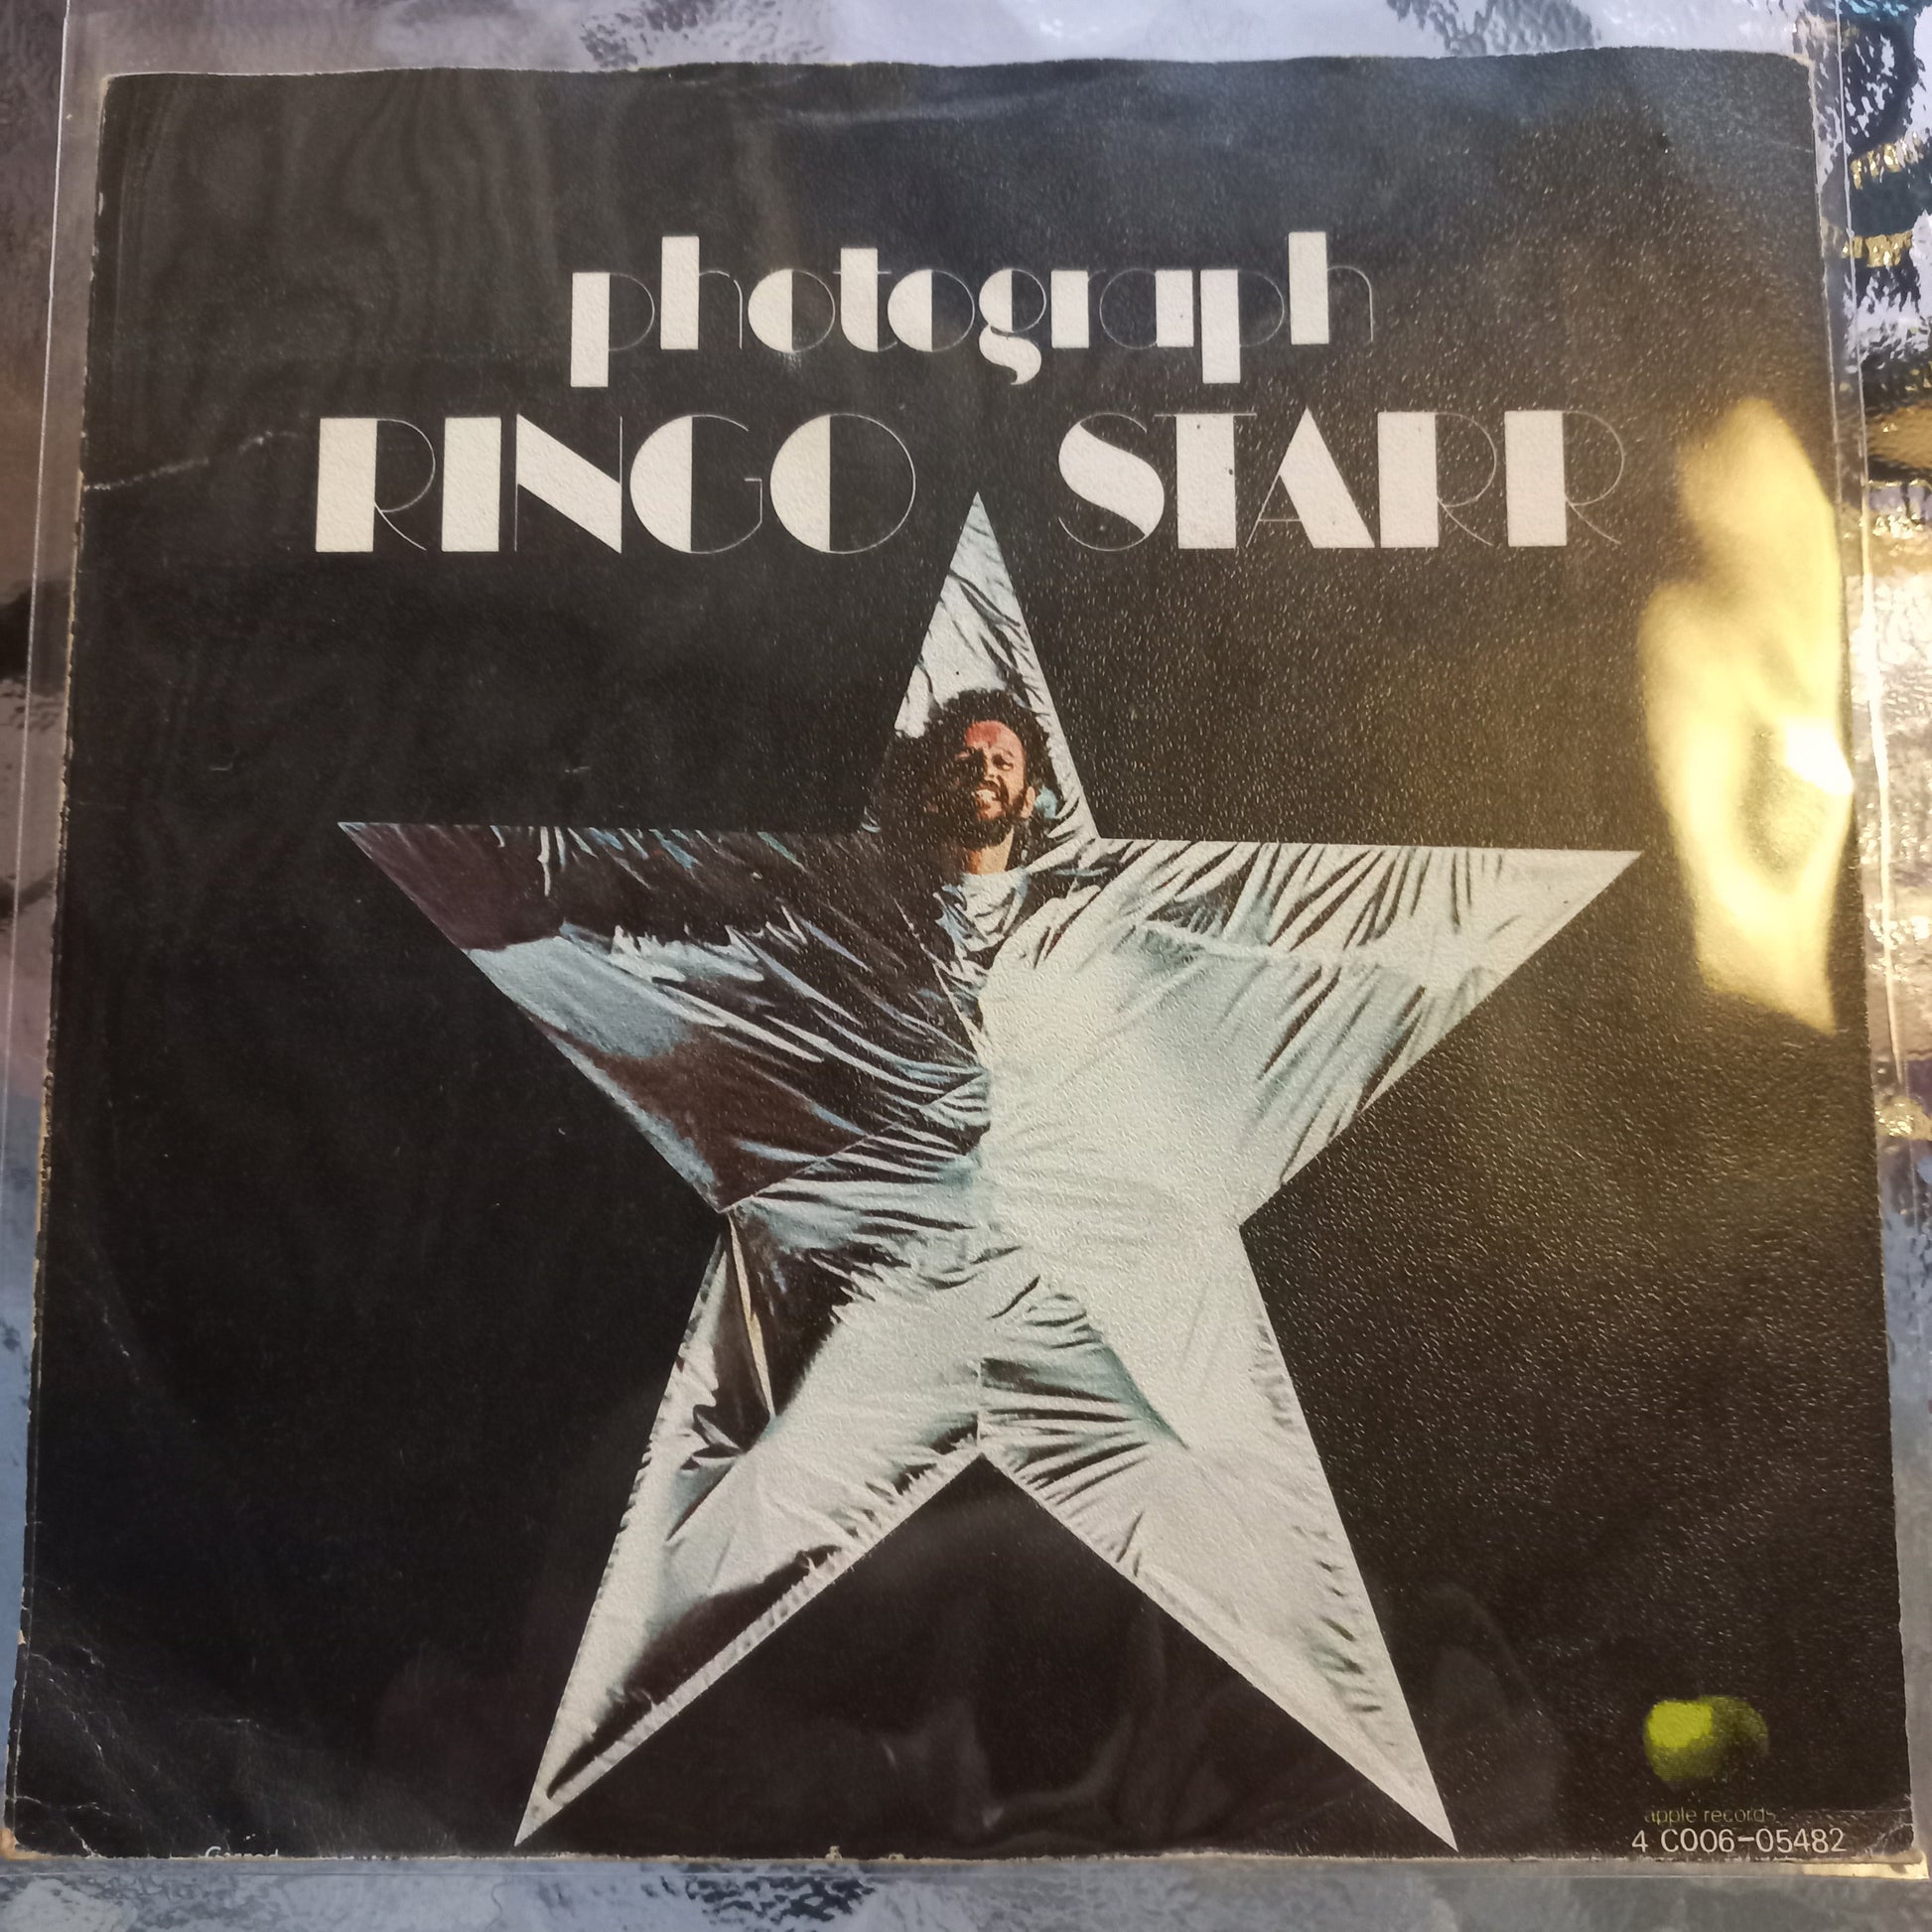 photograph
RINGO STARR
apple records
4 C006-05482